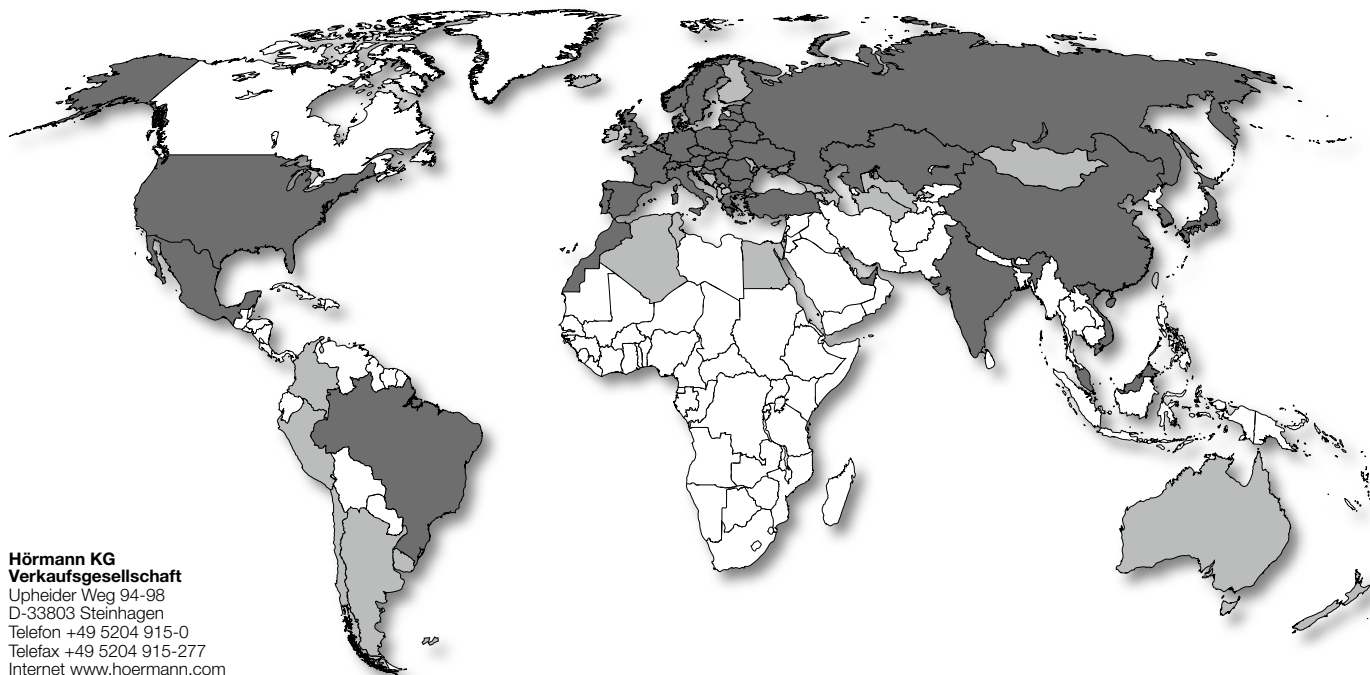 Hörmann KG
Verkaufsgesellschaft
Upheider Weg 94-98
D-33803 Steinhagen
Telefon +49 5204 915-0
Telefax +49 5204 915-277
Internet www.hoermann.com